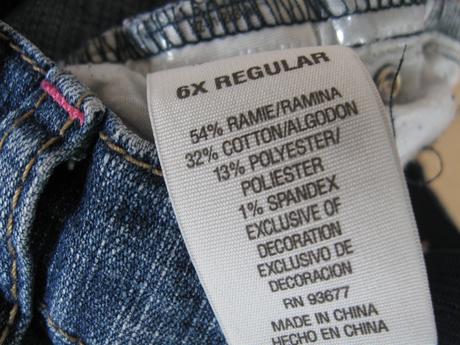 6X REGULAR
54% RAMIE/RAMINA
32% COTTON/ALGODON
13% POLYESTER/
POLIESTER
1% SPANDEX
EXCLUSIVE OF
DECORATION
EXCLUSIVO DE
DECORACION
RN 93677
MADE IN CHINA
HECHO EN CHINA